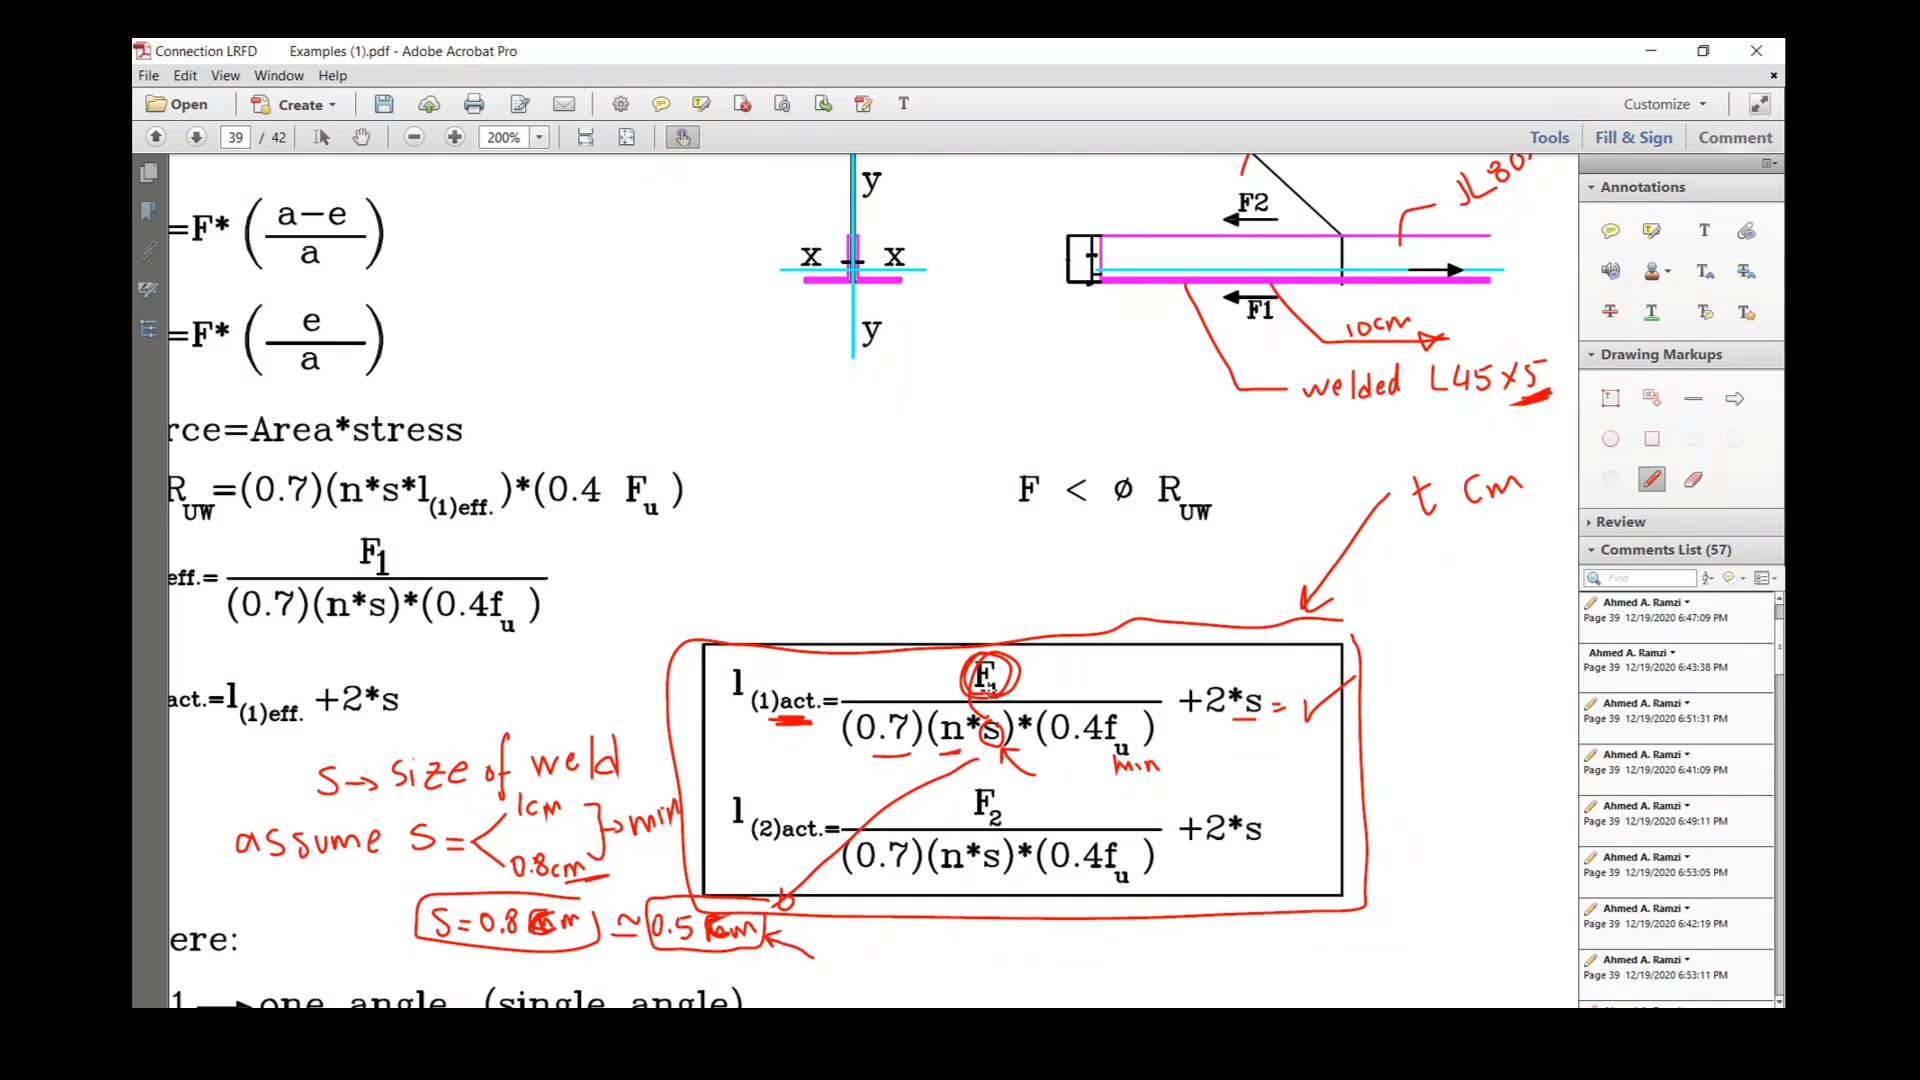 Connection LRFD Examples (1).pdf - Adobe Acrobat Pro
File Edit View Window Help
Open Create Customize
39 / 42 200% Tools Fill & Sign Comment
y
x x
y
=F* ( a-e / a )
=F* ( e / a )
F2
F1
10cm
welded L45x5
rce=Area*stress
R UW =(0.7)(n*s*l (1)eff. )*(0.4 F u )
F < ø R UW
t cm
eff.= F1 / (0.7)(n*s)*(0.4f u )
act.=l (1)eff. +2*s
l (1)act.= F1 / (0.7)(n*s)*(0.4f u ) +2*s = ✓
min
l (2)act.= F2 / (0.7)(n*s)*(0.4f u ) +2*s
S → size of weld
assume S = 1cm
0.8cm
→ min
S = 0.8 cm ≃ 0.5 cm
ere:
1 →one angle (single angle)
Annotations
Drawing Markups
Review
Comments List (57)
Find
Ahmed A. Ramzi
Page 39 12/19/2020 6:47:09 PM
Ahmed A. Ramzi
Page 39 12/19/2020 6:43:38 PM
Ahmed A. Ramzi
Page 39 12/19/2020 6:51:31 PM
Ahmed A. Ramzi
Page 39 12/19/2020 6:41:09 PM
Ahmed A. Ramzi
Page 39 12/19/2020 6:49:11 PM
Ahmed A. Ramzi
Page 39 12/19/2020 6:53:05 PM
Ahmed A. Ramzi
Page 39 12/19/2020 6:42:19 PM
Ahmed A. Ramzi
Page 39 12/19/2020 6:53:11 PM